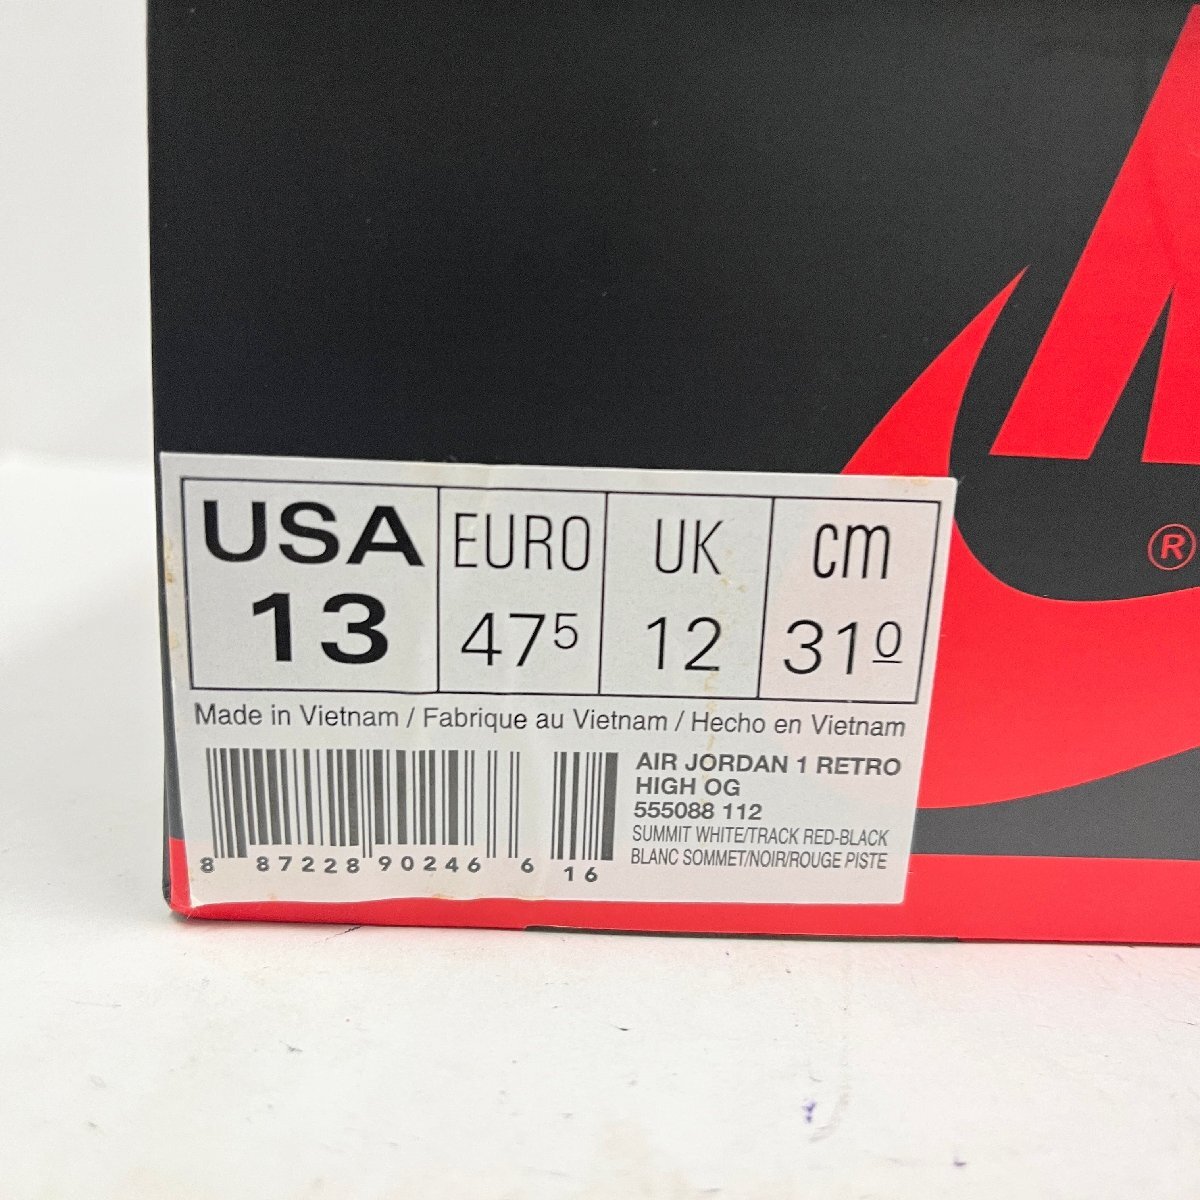 USA EURO UK cm
13 47 5 12 31 0
Made in Vietnam / Fabrique au Vietnam / Hecho en Vietnam
AIR JORDAN 1 RETRO
HIGH OG
555088 112
SUMMIT WHITE/TRACK RED-BLACK
BLANC SOMMET/NOIR/ROUGE PISTE
8 87228 90246 6 16
®